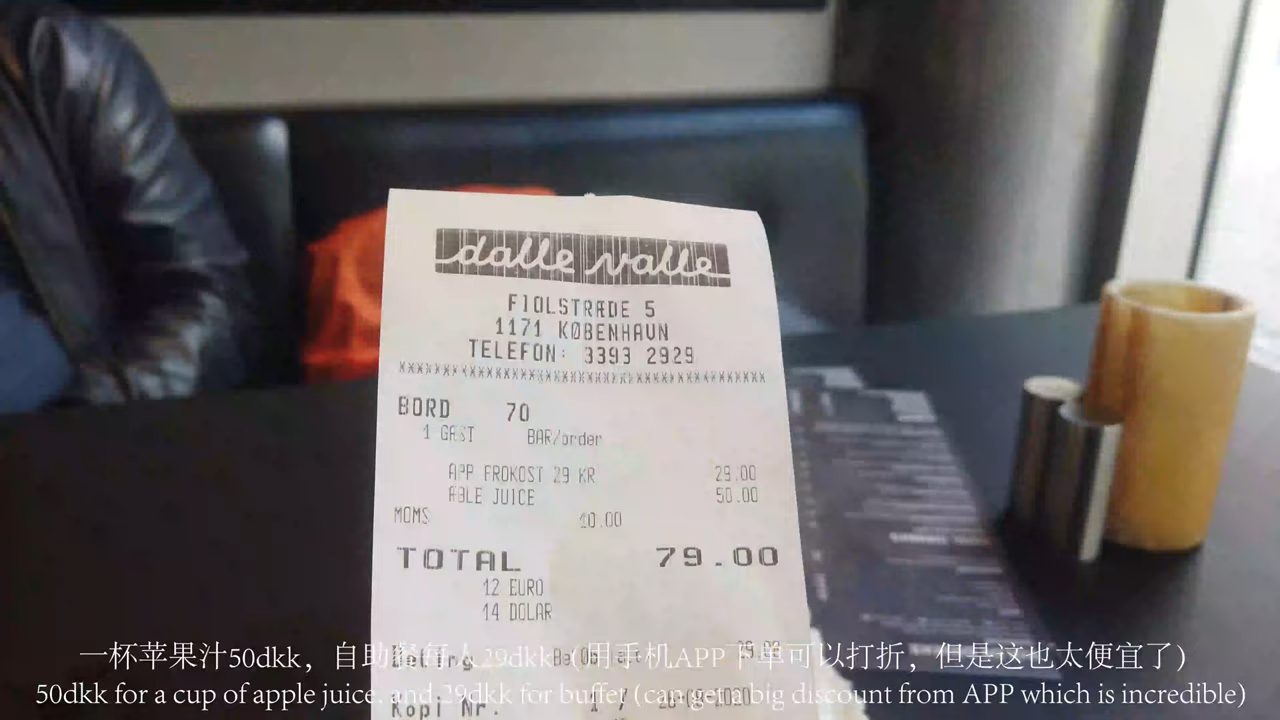 dalle valle
FIOLSTRÆDE 5
1171 KØBENHAVN
TELEFON: 3393 2929
BORD 70
1 GÆST BAR/order
APP FROKOST 29 KR 29.00
ÆBLE JUICE 50.00
MOMS 10.00
TOTAL 79.00
12 EURO
14 DOLAR
Kopi Nr.
一杯苹果汁50dkk，自助餐每人29dkk（用手机APP下单可以打折，但是这也太便宜了）
50dkk for a cup of apple juice. and 29dkk for buffet (can get a big discount from APP which is incredible)